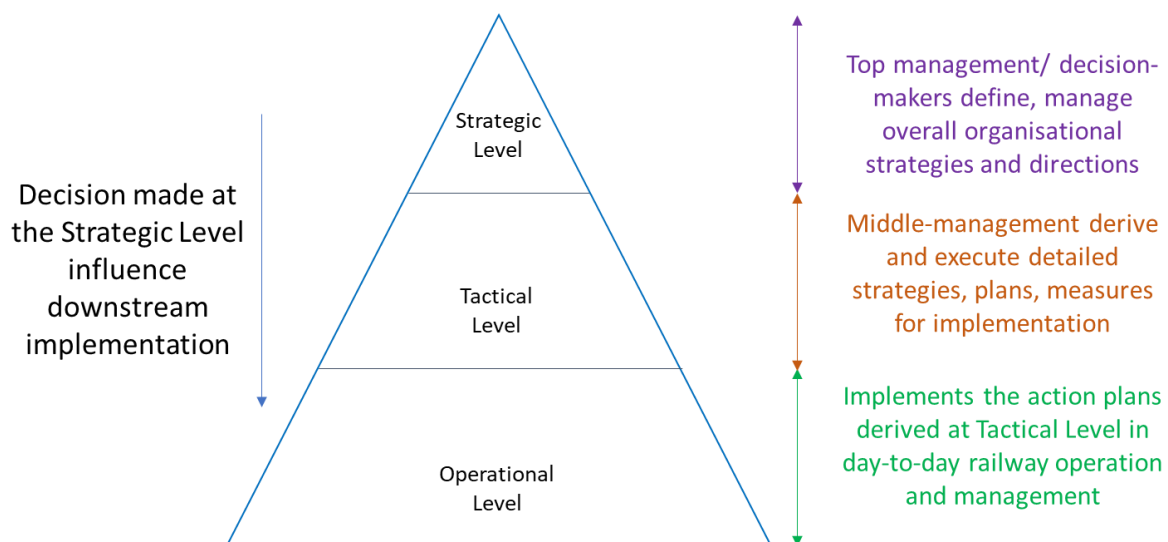 Decision made at
the Strategic Level
influence
downstream
implementation
Strategic
Level
Tactical
Level
Operational
Level
Top management/ decision-
makers define, manage
overall organisational
strategies and directions
Middle-management derive
and execute detailed
strategies, plans, measures
for implementation
Implements the action plans
derived at Tactical Level in
day-to-day railway operation
and management